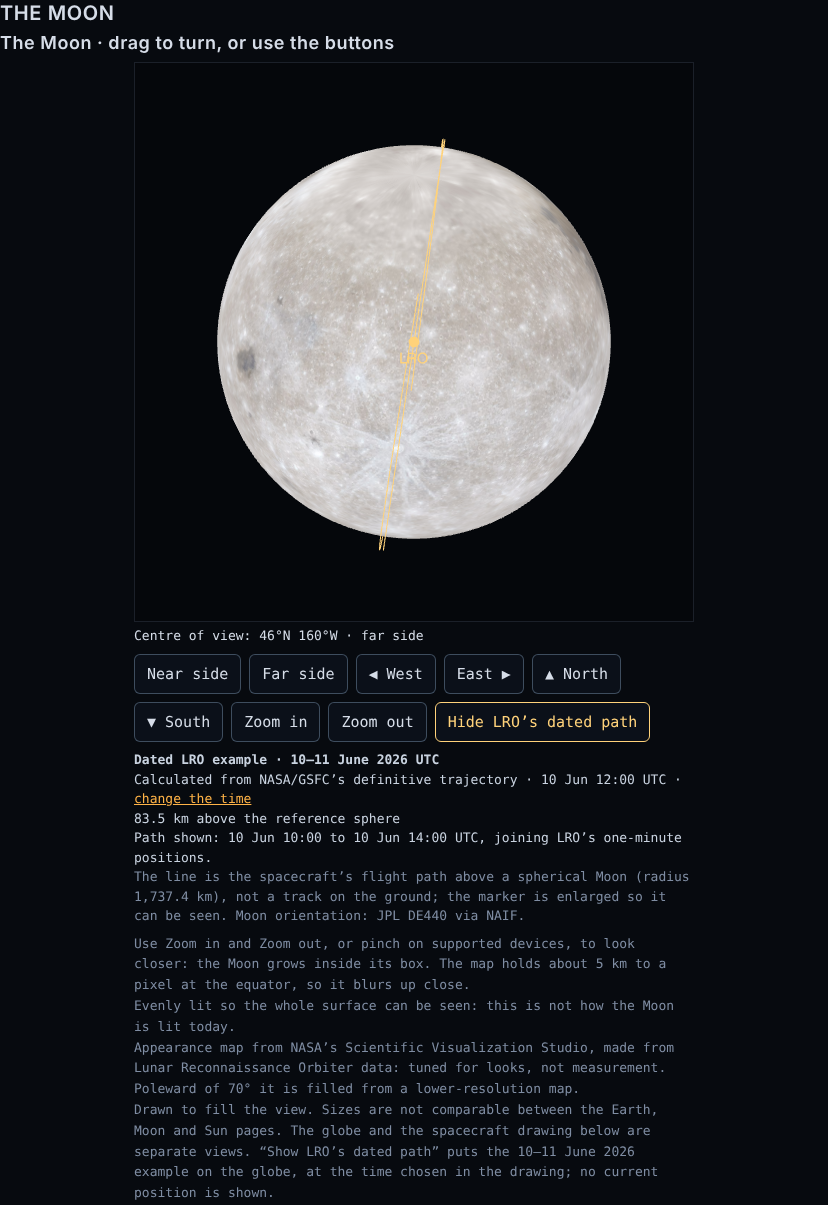 THE MOON
The Moon · drag to turn, or use the buttons
LRO
Centre of view: 46°N 160°W · far side
Near side
Far side
◀ West
East ▶
▲ North
▼ South
Zoom in
Zoom out
Hide LRO’s dated path
Dated LRO example · 10–11 June 2026 UTC
Calculated from NASA/GSFC’s definitive trajectory · 10 Jun 12:00 UTC ·
change the time
83.5 km above the reference sphere
Path shown: 10 Jun 10:00 to 10 Jun 14:00 UTC, joining LRO’s one-minute
positions.
The line is the spacecraft’s flight path above a spherical Moon (radius
1,737.4 km), not a track on the ground; the marker is enlarged so it
can be seen. Moon orientation: JPL DE440 via NAIF.
Use Zoom in and Zoom out, or pinch on supported devices, to look
closer: the Moon grows inside its box. The map holds about 5 km to a
pixel at the equator, so it blurs up close.
Evenly lit so the whole surface can be seen: this is not how the Moon
is lit today.
Appearance map from NASA’s Scientific Visualization Studio, made from
Lunar Reconnaissance Orbiter data: tuned for looks, not measurement.
Poleward of 70° it is filled from a lower-resolution map.
Drawn to fill the view. Sizes are not comparable between the Earth,
Moon and Sun pages. The globe and the spacecraft drawing below are
separate views. “Show LRO’s dated path” puts the 10–11 June 2026
example on the globe, at the time chosen in the drawing; no current
position is shown.